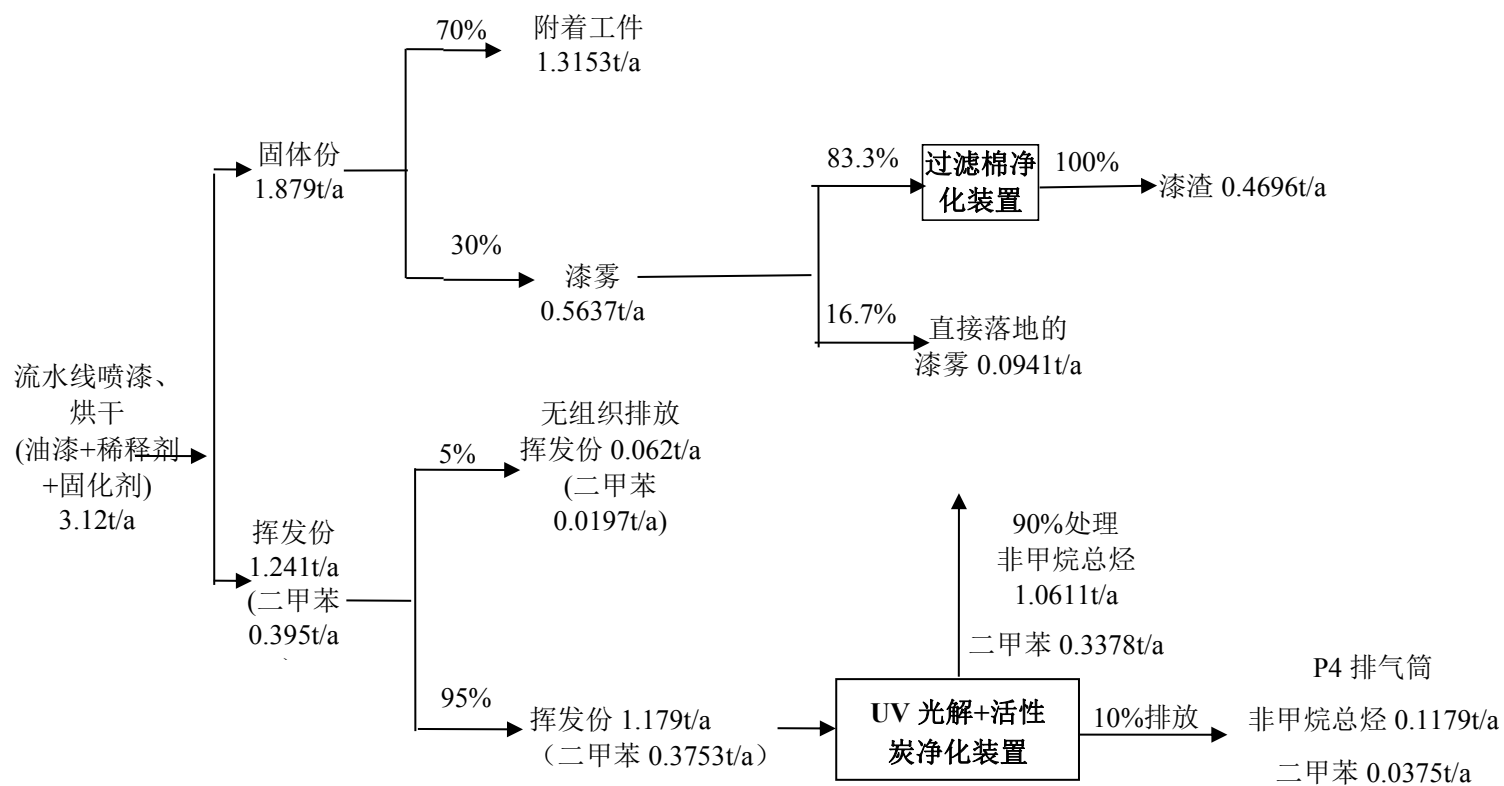 流水线喷漆、
烘干
(油漆+稀释剂
+固化剂)
3.12t/a
固体份
1.879t/a
70%
附着工件
1.3153t/a
30%
漆雾
0.5637t/a
83.3%
过滤棉净
化装置
100%
漆渣 0.4696t/a
16.7%
直接落地的
漆雾 0.0941t/a
挥发份
1.241t/a
(二甲苯
0.395t/a
5%
无组织排放
挥发份 0.062t/a
(二甲苯
0.0197t/a)
95%
挥发份 1.179t/a
（二甲苯 0.3753t/a）
UV 光解+活性
炭净化装置
90%处理
非甲烷总烃
1.0611t/a
二甲苯 0.3378t/a
10%排放
P4 排气筒
非甲烷总烃 0.1179t/a
二甲苯 0.0375t/a